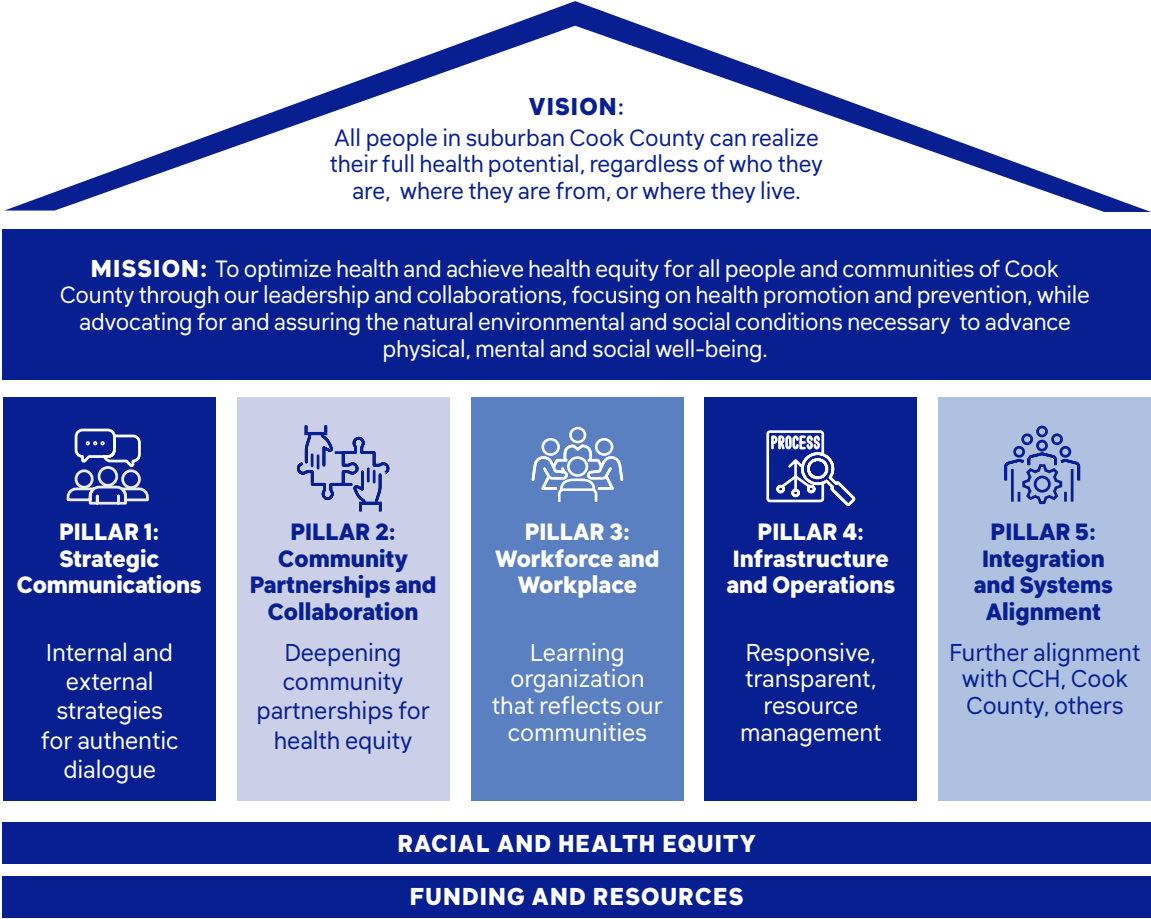 VISION:
All people in suburban Cook County can realize
their full health potential, regardless of who they
are, where they are from, or where they live.
MISSION: To optimize health and achieve health equity for all people and communities of Cook
County through our leadership and collaborations, focusing on health promotion and prevention, while
advocating for and assuring the natural environmental and social conditions necessary to advance
physical, mental and social well-being.
PILLAR 1:
Strategic
Communications
Internal and
external
strategies
for authentic
dialogue
PILLAR 2:
Community
Partnerships and
Collaboration
Deepening
community
partnerships for
health equity
PILLAR 3:
Workforce and
Workplace
Learning
organization
that reflects our
communities
PROCESS
PILLAR 4:
Infrastructure
and Operations
Responsive,
transparent,
resource
management
PILLAR 5:
Integration
and Systems
Alignment
Further alignment
with CCH, Cook
County, others
RACIAL AND HEALTH EQUITY
FUNDING AND RESOURCES